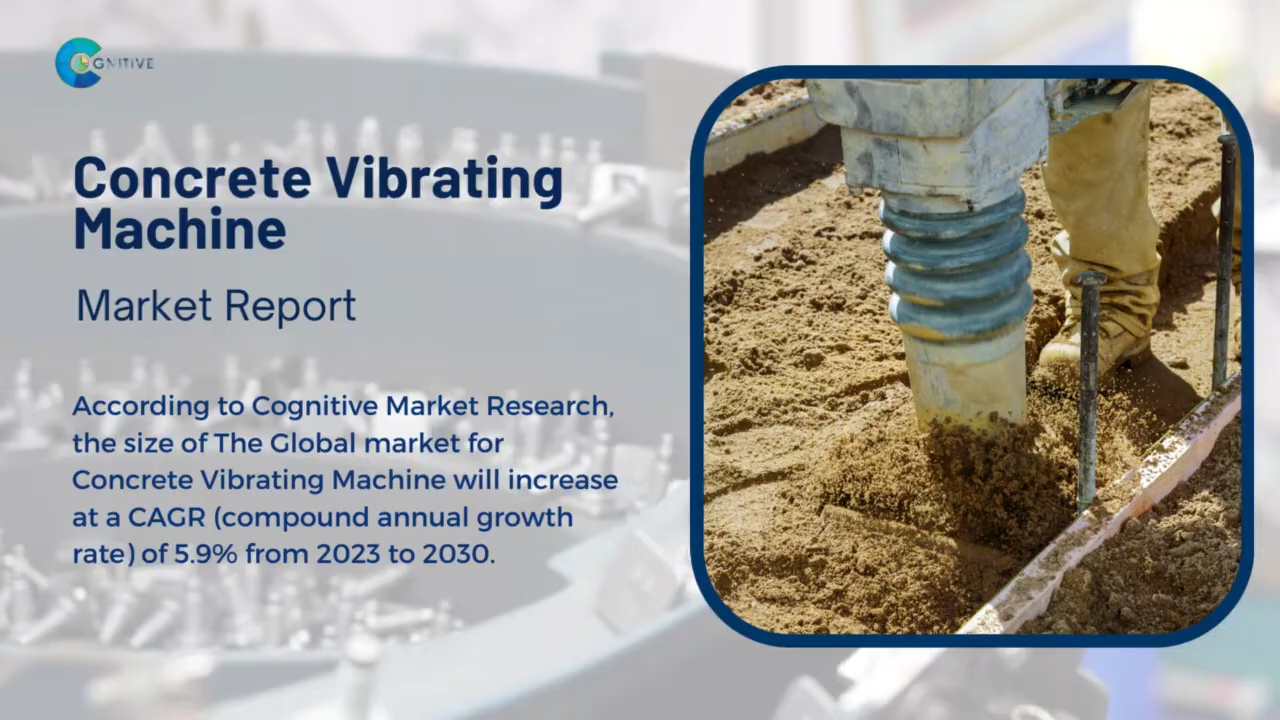 GNITIVE
Concrete Vibrating
Machine
Market Report
According to Cognitive Market Research,
the size of The Global market for
Concrete Vibrating Machine will increase
at a CAGR (compound annual growth
rate) of 5.9% from 2023 to 2030.